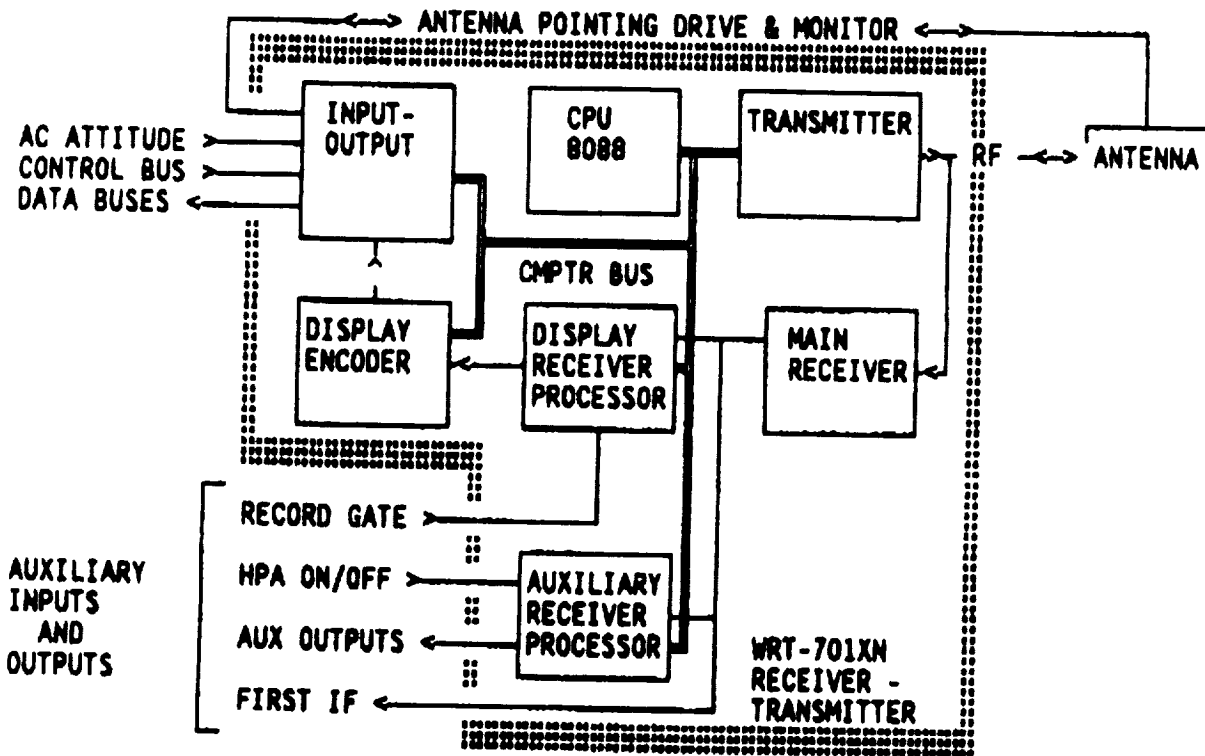 ANTENNA POINTING DRIVE & MONITOR
INPUT-
OUTPUT
CPU
8088
TRANSMITTER
AC ATTITUDE
CONTROL BUS
DATA BUSES
RF
ANTENNA
CMPTR BUS
DISPLAY
ENCODER
DISPLAY
RECEIVER
PROCESSOR
MAIN
RECEIVER
RECORD GATE
HPA ON/OFF
AUX OUTPUTS
FIRST IF
AUXILIARY
INPUTS
AND
OUTPUTS
AUXILIARY
RECEIVER
PROCESSOR
WRT-701XN
RECEIVER -
TRANSMITTER